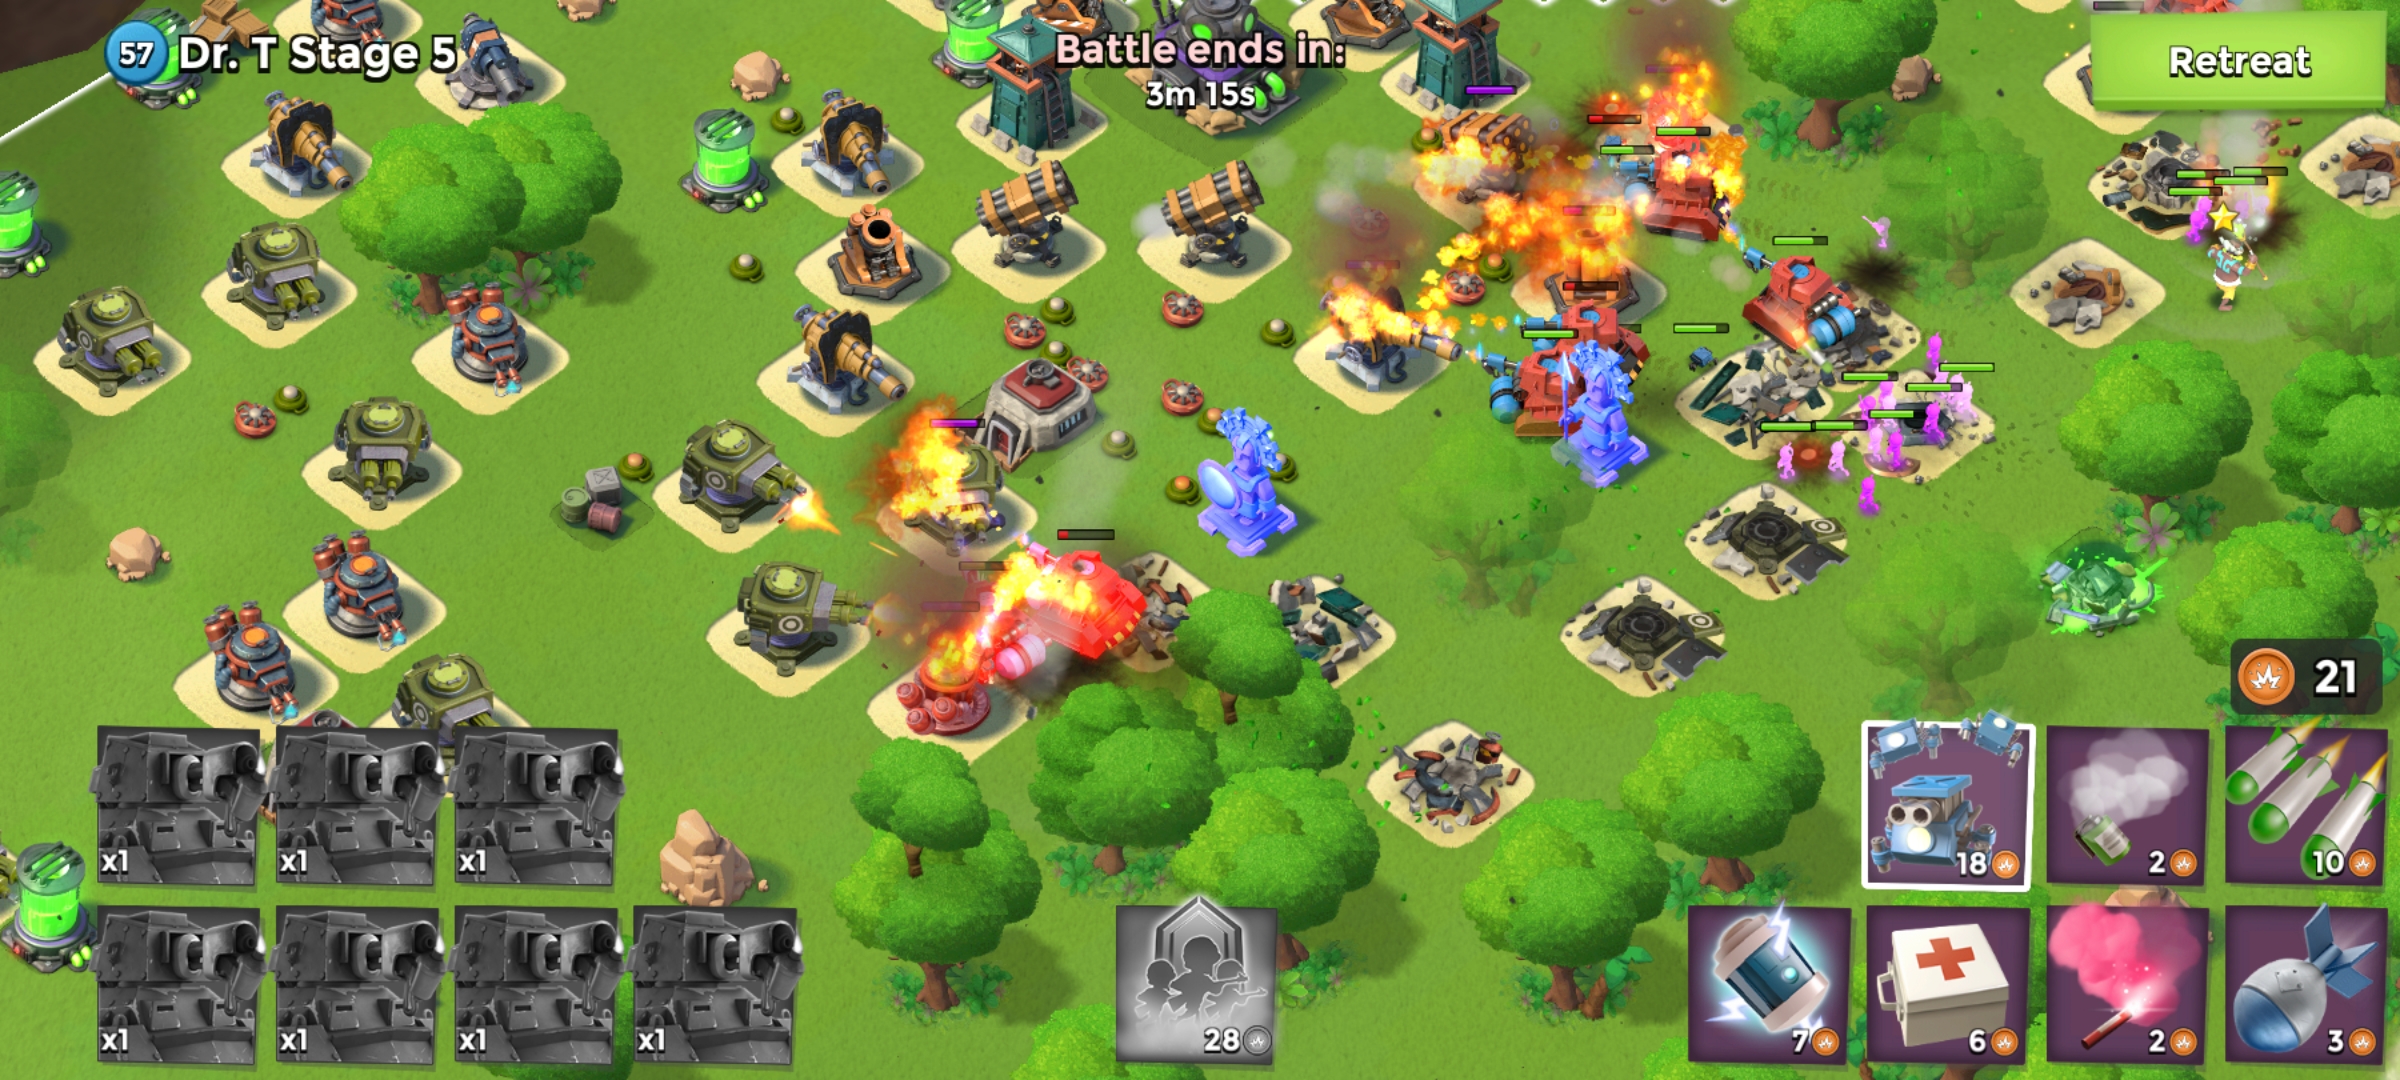 57 Dr. T Stage 5
Battle ends in:
3m 15s
Retreat
21
x1 x1 x1
18 2 10
x1 x1 x1 x1
28
7 6 2 3